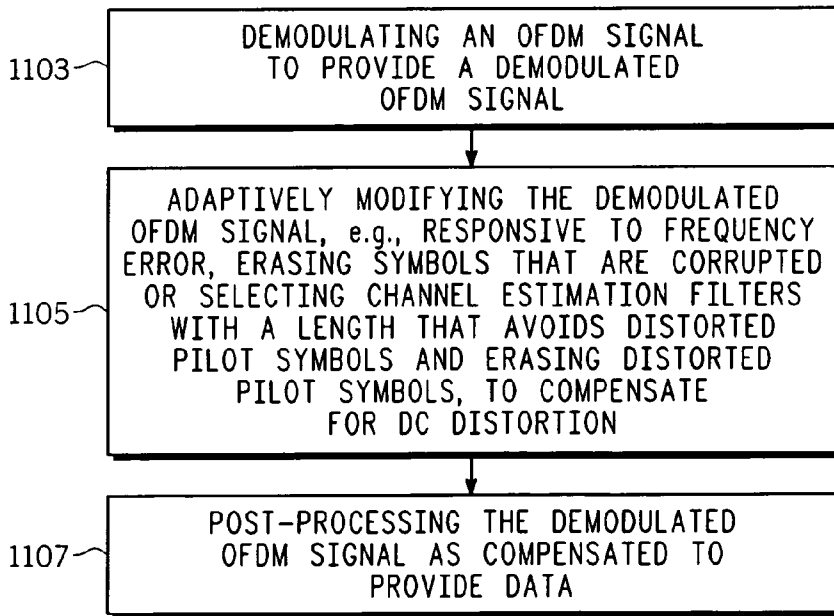 1103
DEMODULATING AN OFDM SIGNAL
TO PROVIDE A DEMODULATED
OFDM SIGNAL
1105
ADAPTIVELY MODIFYING THE DEMODULATED
OFDM SIGNAL, e.g., RESPONSIVE TO FREQUENCY
ERROR, ERASING SYMBOLS THAT ARE CORRUPTED
OR SELECTING CHANNEL ESTIMATION FILTERS
WITH A LENGTH THAT AVOIDS DISTORTED
PILOT SYMBOLS AND ERASING DISTORTED
PILOT SYMBOLS, TO COMPENSATE
FOR DC DISTORTION
1107
POST-PROCESSING THE DEMODULATED
OFDM SIGNAL AS COMPENSATED TO
PROVIDE DATA